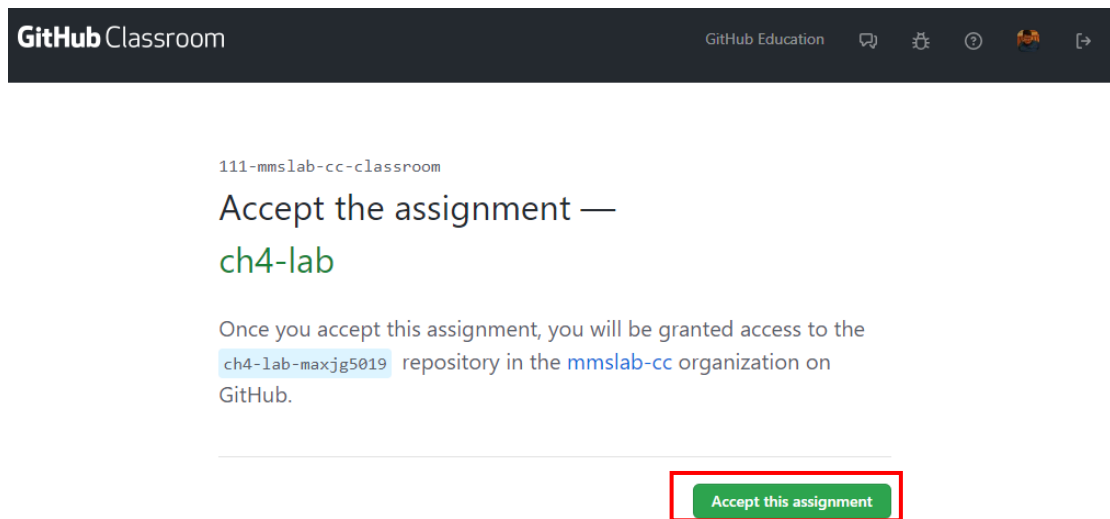 GitHub Classroom
GitHub Education
111-mmslab-cc-classroom
Accept the assignment —
ch4-lab
Once you accept this assignment, you will be granted access to the
ch4-lab-maxjg5019 repository in the mmslab-cc organization on
GitHub.
Accept this assignment